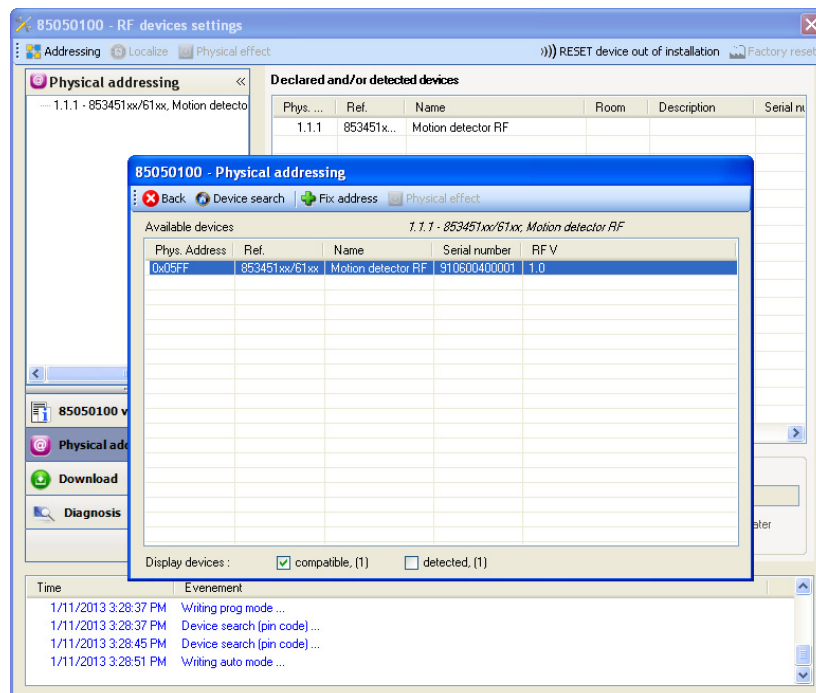 85050100 - RF devices settings
Addressing Localize Physical effect RESET device out of installation Factory reset
Physical addressing
1.1.1 - 853451xx/61xx, Motion detecto
Declared and/or detected devices
Phys. ... Ref. Name Room Description Serial nu
1.1.1 853451x... Motion detector RF
85050100 - Physical addressing
Back Device search Fix address Physical effect
Available devices 1.1.1 - 853451xx/61xx, Motion detector RF
Phys. Address Ref. Name Serial number RF V
0x05FF 853451xx/61xx Motion detector RF 910600400001 1.0
85050100 v
Physical add
Download
Diagnosis
ater
Display devices : compatible, (1) detected, (1)
Time Evenement
1/11/2013 3:28:37 PM Writing prog mode ...
1/11/2013 3:28:37 PM Device search (pin code) ...
1/11/2013 3:28:45 PM Device search (pin code) ...
1/11/2013 3:28:51 PM Writing auto mode ...